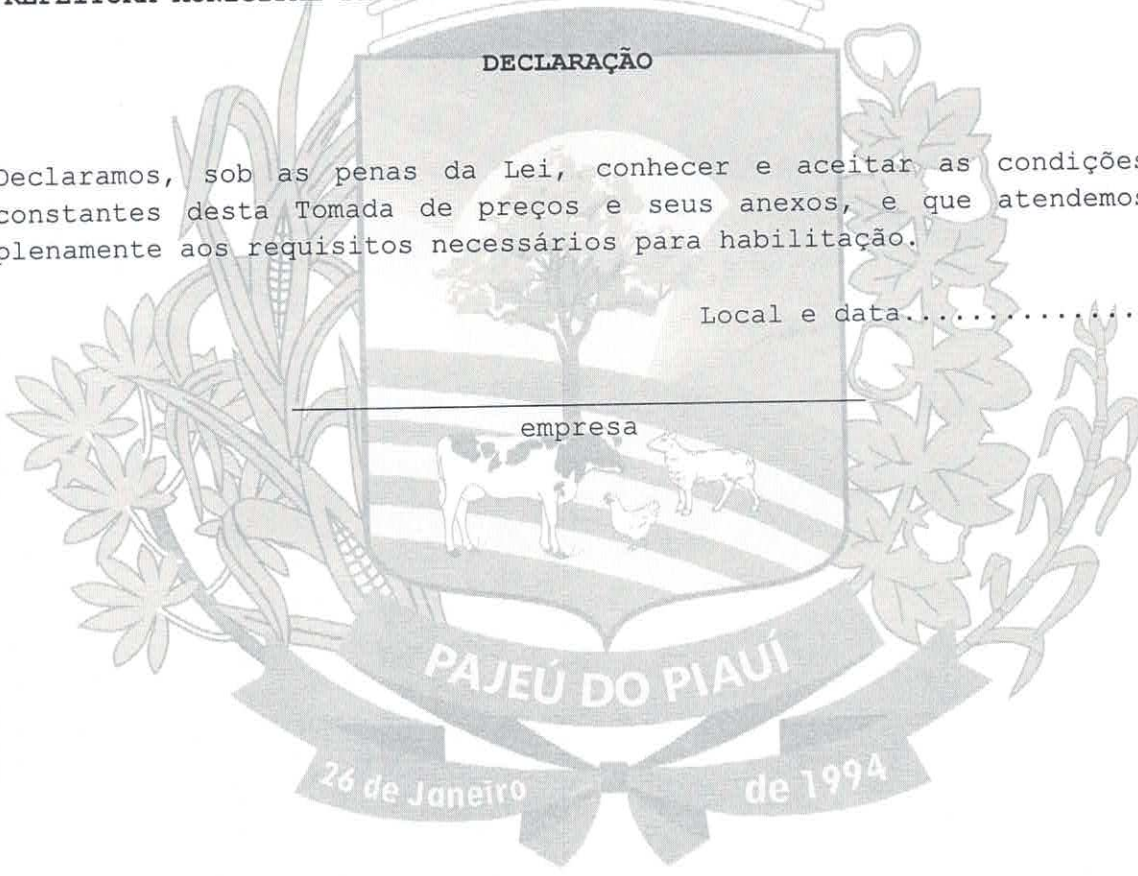 DECLARAÇÃO
Declaramos, sob as penas da Lei, conhecer e aceitar as condições
constantes desta Tomada de preços e seus anexos, e que atendemos
plenamente aos requisitos necessários para habilitação.
Local e data..............
empresa
PAJEÚ DO PIAUÍ
26 de Janeiro de 1994